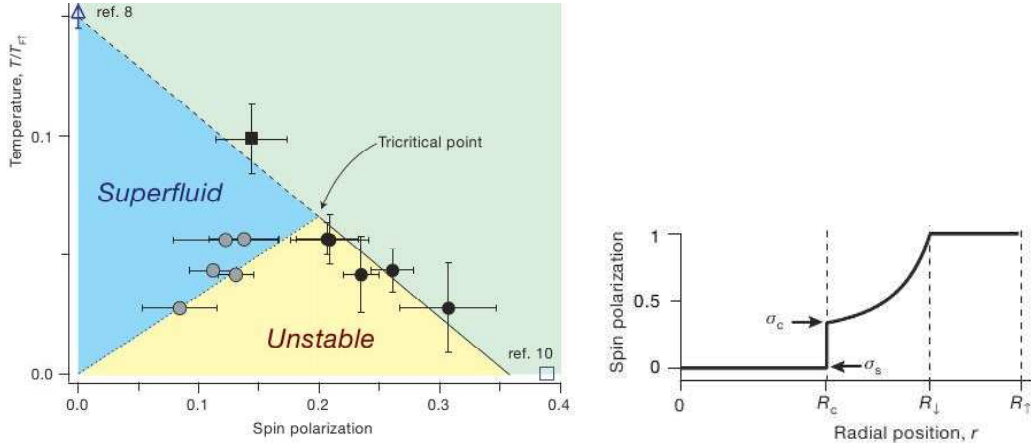 ref. 8
Temperature, T/T_F↑
0.1
0.0
Tricritical point
Superfluid
Unstable
ref. 10
0.0
0.1
0.2
0.3
0.4
Spin polarization
Spin polarization
1
0.5
0
σc
σs
0
Rc
R↓
R↑
Radial position, r